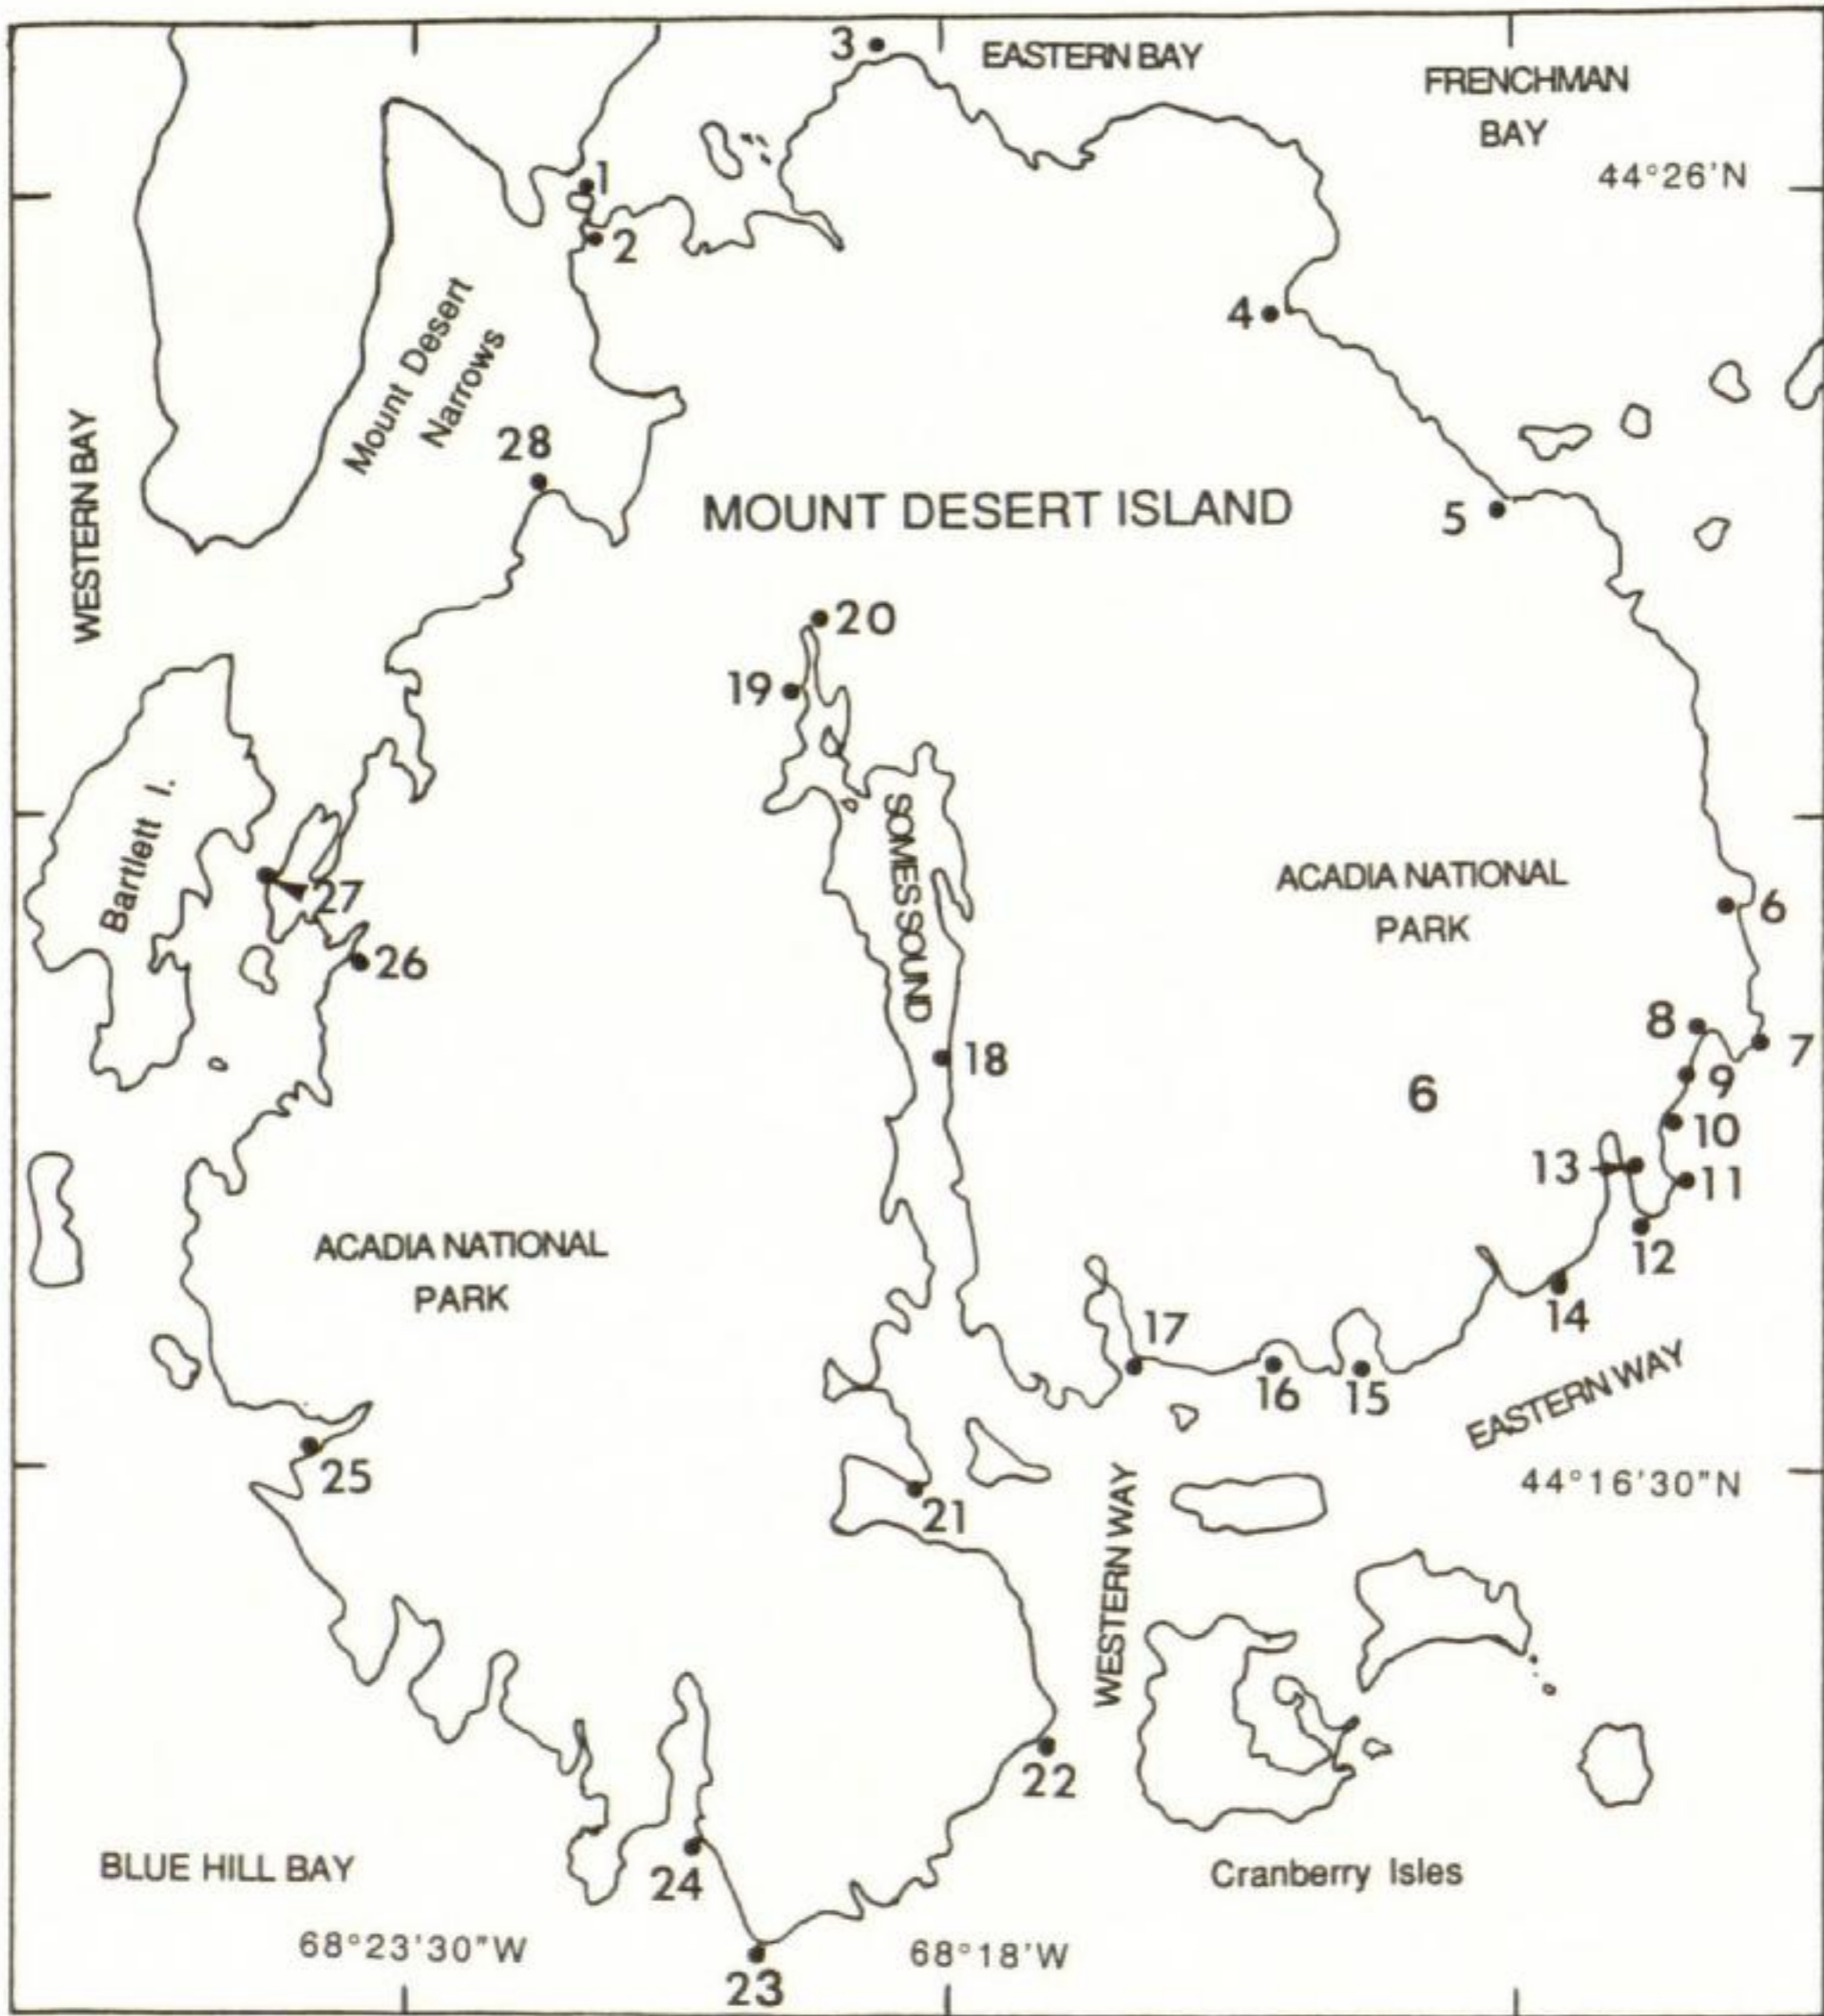 3
EASTERN BAY
FRENCHMAN
BAY
44°26'N
1
2
Mount Desert
Narrows
4
WESTERN BAY
28
MOUNT DESERT ISLAND
5
20
19
Bartlett I.
SOMES SOUND
ACADIA NATIONAL
PARK
27
6
26
8
7
18
9
6
10
13
11
ACADIA NATIONAL
PARK
12
14
17
16
15
EASTERN WAY
25
44°16'30"N
21
WESTERN WAY
22
24
BLUE HILL BAY
Cranberry Isles
68°23'30"W
68°18'W
23